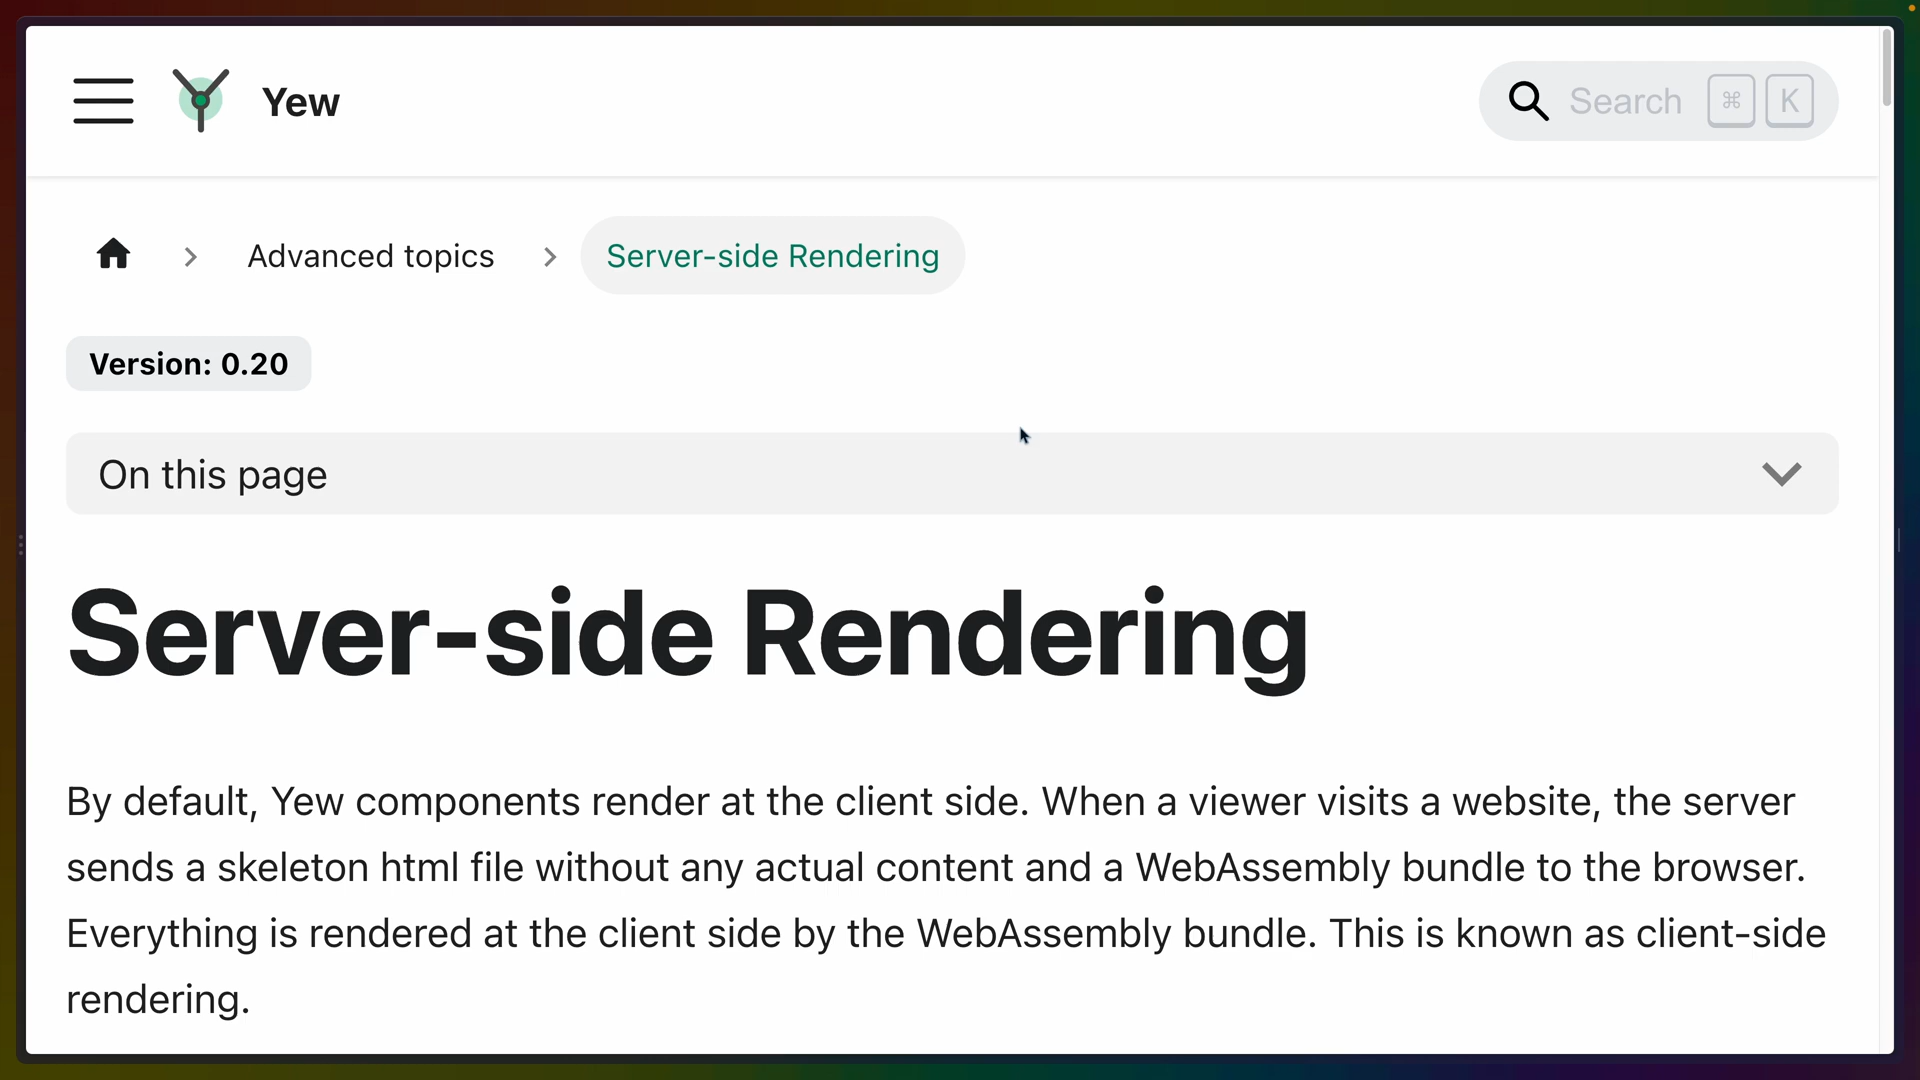 Yew
Search ⌘ K
Advanced topics
Server-side Rendering
Version: 0.20
On this page
Server-side Rendering
By default, Yew components render at the client side. When a viewer visits a website, the server
sends a skeleton html file without any actual content and a WebAssembly bundle to the browser.
Everything is rendered at the client side by the WebAssembly bundle. This is known as client-side
rendering.